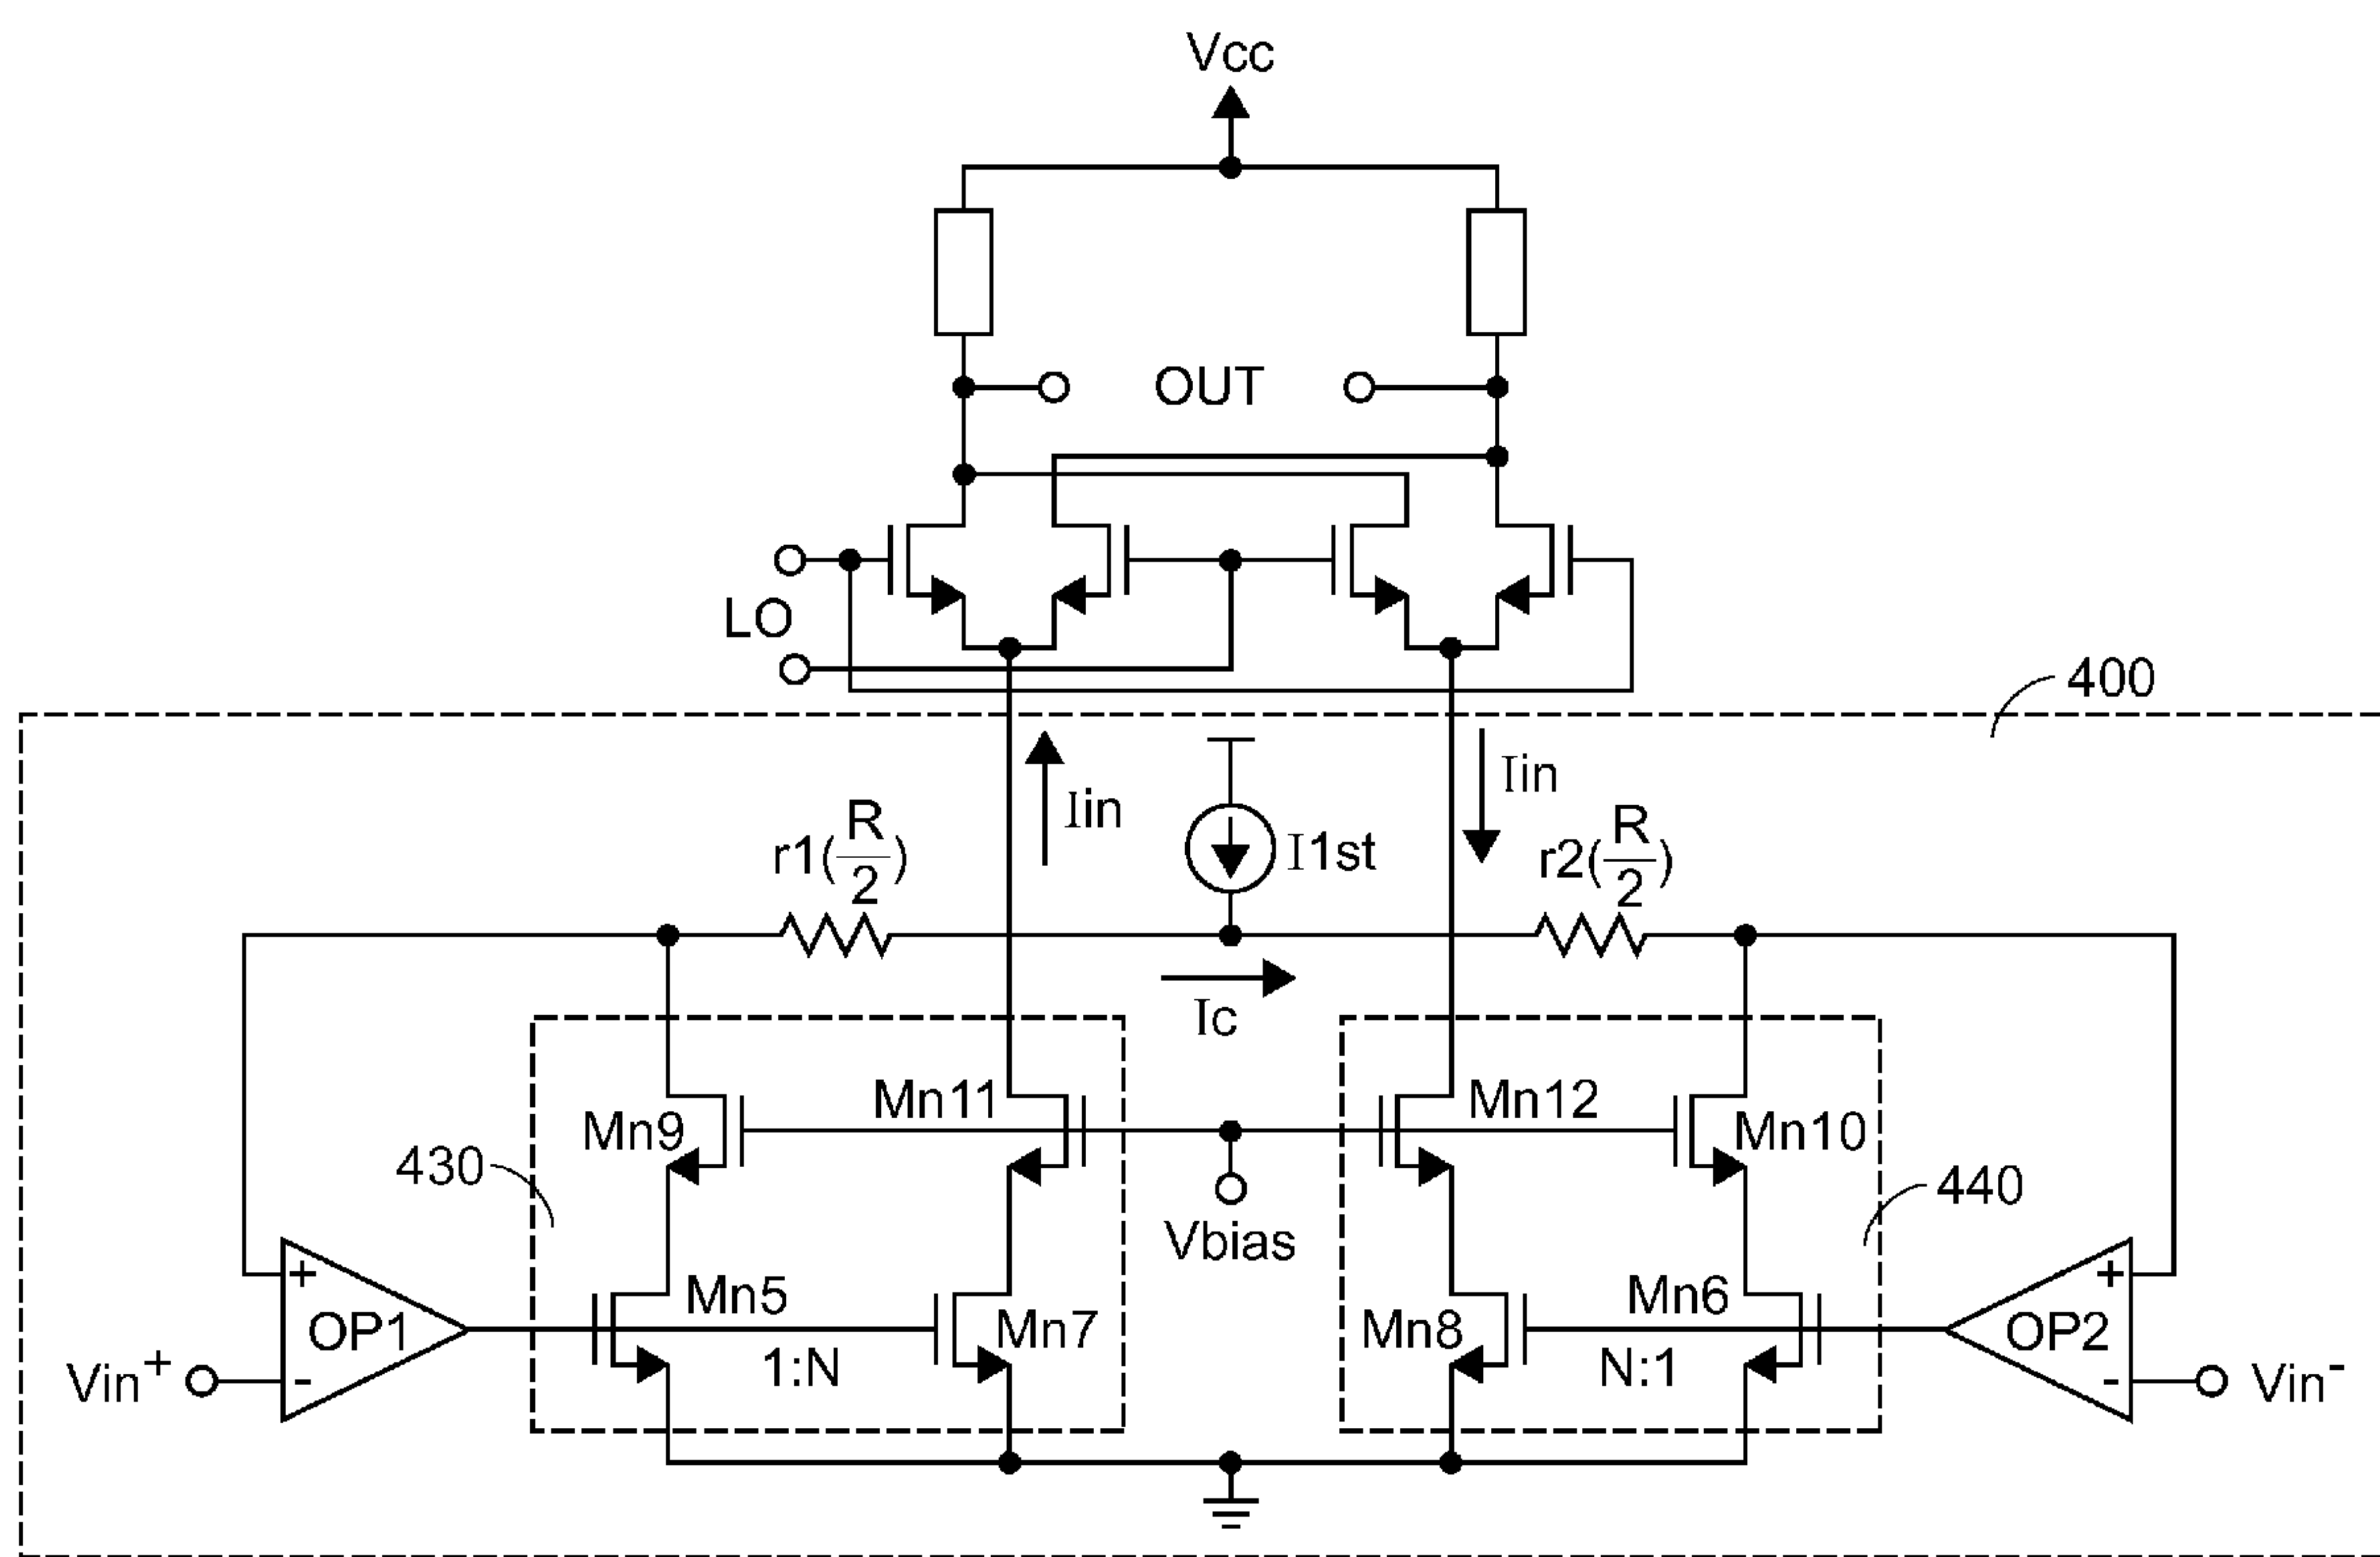 Vcc
OUT
LO
400
Iin
Iin
r1(R/2)
I1st
r2(R/2)
Ic
Mn9
Mn11
Mn12
Mn10
430
440
Vbias
Mn5
Mn6
OP1
+
-
Mn7
Mn8
OP2
+
-
1:N
N:1
Vin+
Vin-